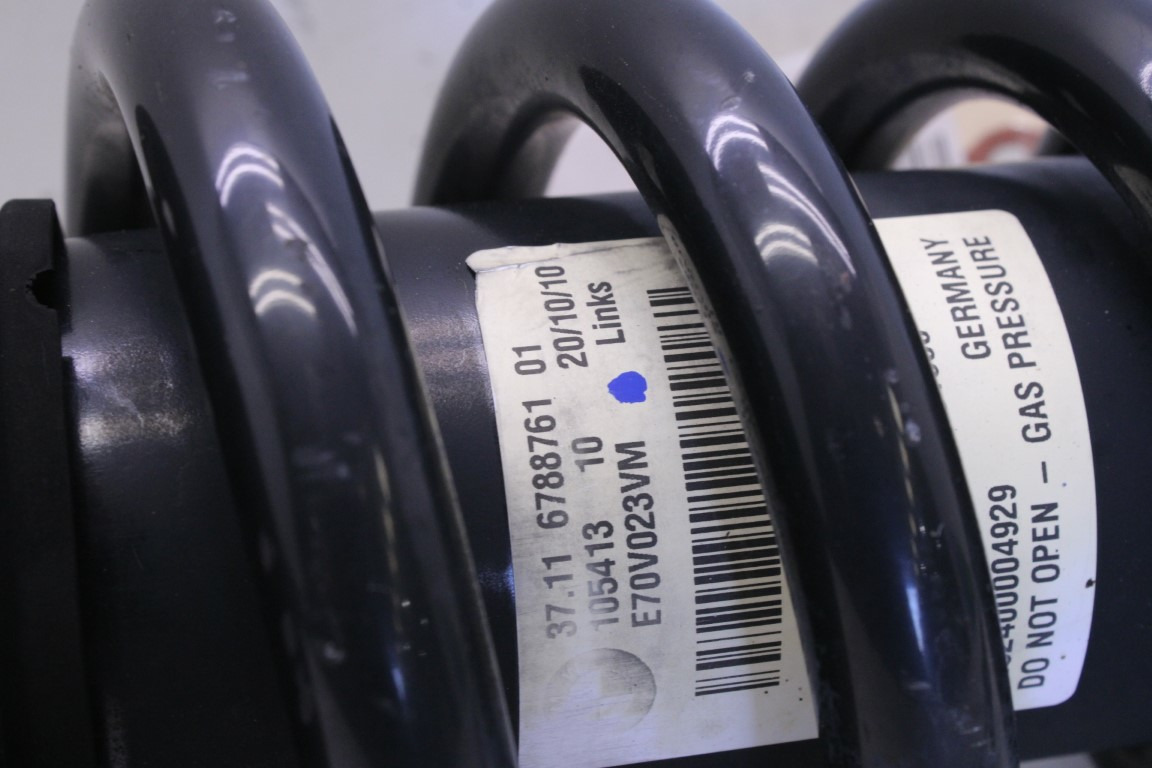 37.11 6788761 01
105413 10 20/10/10
E70V023VM Links
GERMANY
DO NOT OPEN – GAS PRESSURE